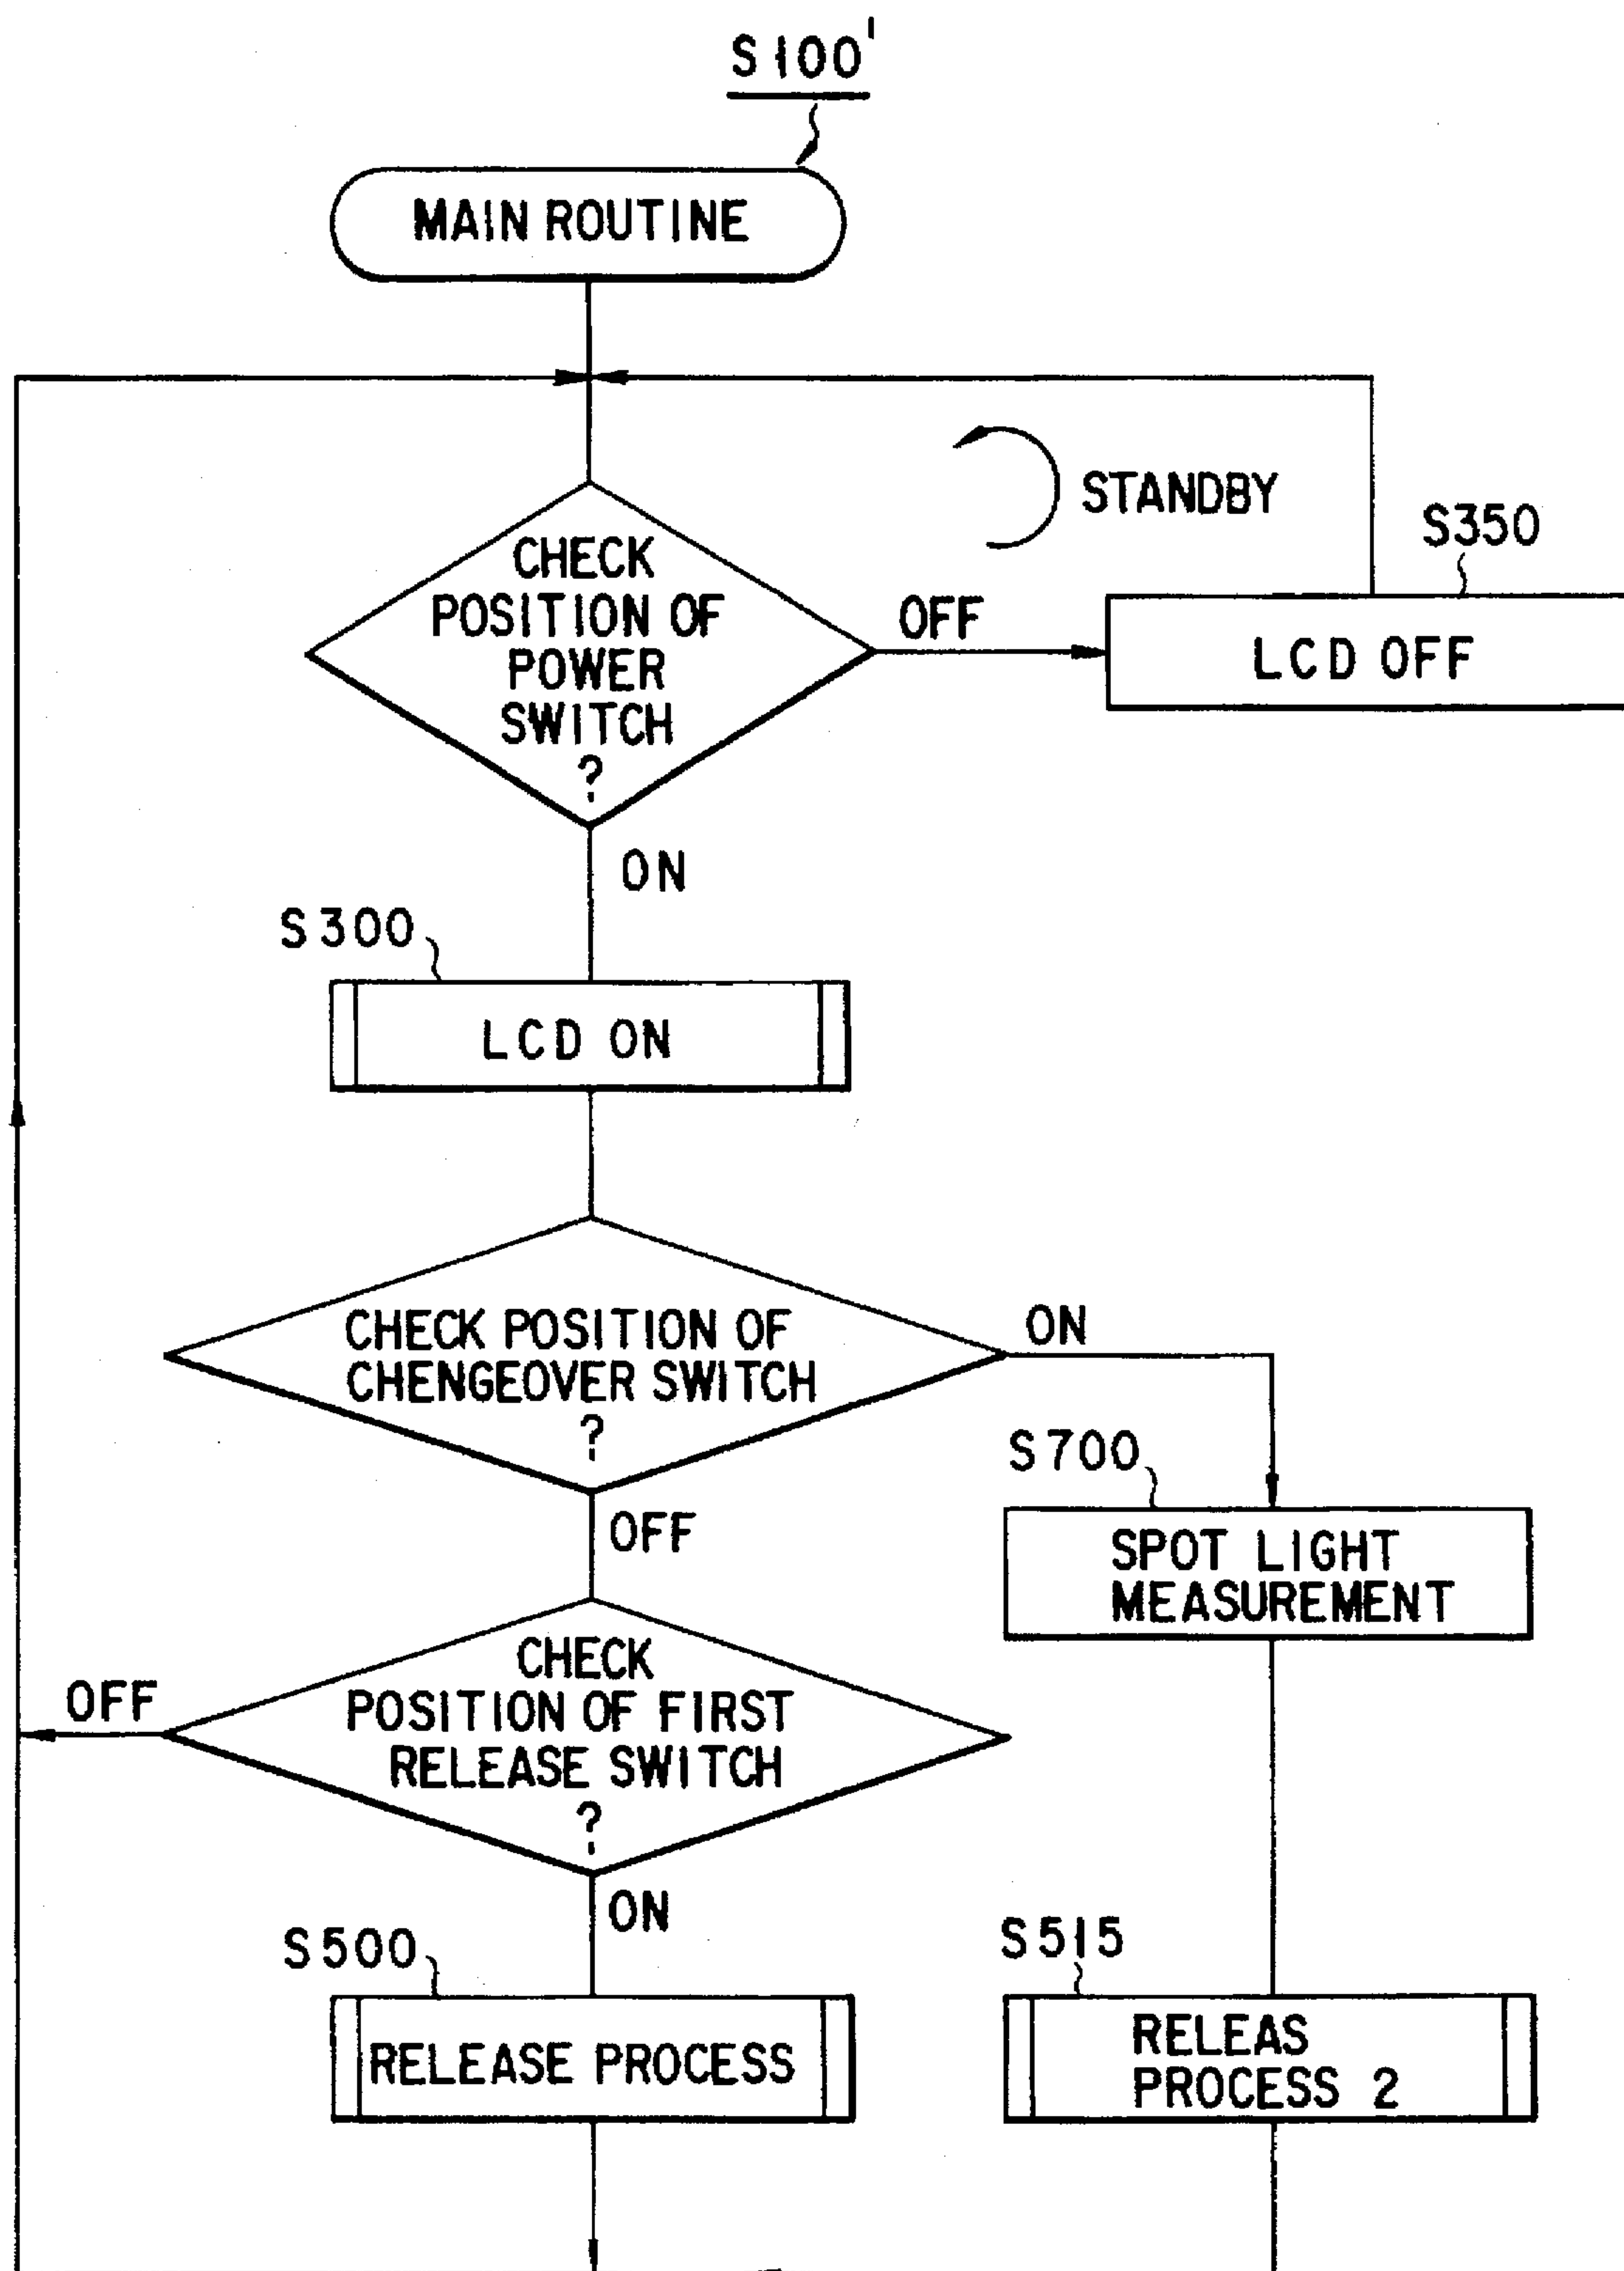 S100'
MAIN ROUTINE
STANDBY
S350
CHECK
POSITION OF
POWER
SWITCH
?
OFF
LCD OFF
ON
S300
LCD ON
CHECK POSITION OF
CHENGEOVER SWITCH
?
ON
S700
OFF
SPOT LIGHT
MEASUREMENT
CHECK
POSITION OF FIRST
RELEASE SWITCH
?
OFF
ON
S500
S515
RELEASE PROCESS
RELEAS
PROCESS 2